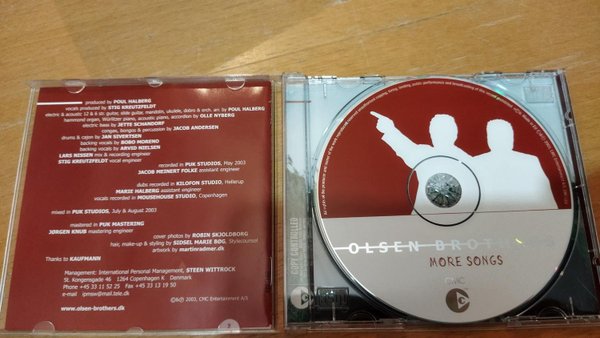 produced by POUL HALBERG
vocals produced by STIG KREUTZFELDT
electric & acoustic 12 & 6 str. guitar, slide guitar, mandolin, ukulele, dobro & orch. arr. by POUL HALBERG
hammond organ, Wurlitzer piano, acoustic piano, accordion by OLLE NYBERG
electric bass by JETTE SCHANDORF
congas, bongos & percussion by JACOB ANDERSEN
drums & cajon by JAN SIVERTSEN
backing vocals by BOBO MORENO
backing vocals by ARVID NIELSEN
LARS NISSEN mix & recording engineer
STIG KREUTZFELDT vocal engineer
recorded in PUK STUDIOS, May 2003
JACOB MEINERT FOLKE assistant engineer
dubs recorded in KILOFON STUDIO, Hellerup
MARIE HALBERG assistant engineer
vocals recorded in MOUSEHOUSE STUDIO, Copenhagen
mixed in PUK STUDIOS, July & August 2003
mastered in PUK MASTERING
JØRGEN KNUB mastering engineer
cover photos by ROBIN SKJOLDBORG
hair, make-up & styling by SIDSEL MARIE BØG, Stylecounsel
artwork by martinradmer.dk
Thanks to KAUFMANN
Management: International Personal Management, STEEN WITTROCK
St. Kongensgade 46 1264 Copenhagen K Denmark
Phone +45 33 11 52 25 Fax +45 33 13 19 50
e-mail ipmsw@mail.tele.dk
℗&© 2003, CMC Entertainment A/S
www.olsen-brothers.dk
COPY CONTROLLED
OLSEN BROTHERS
MORE SONGS
CMC